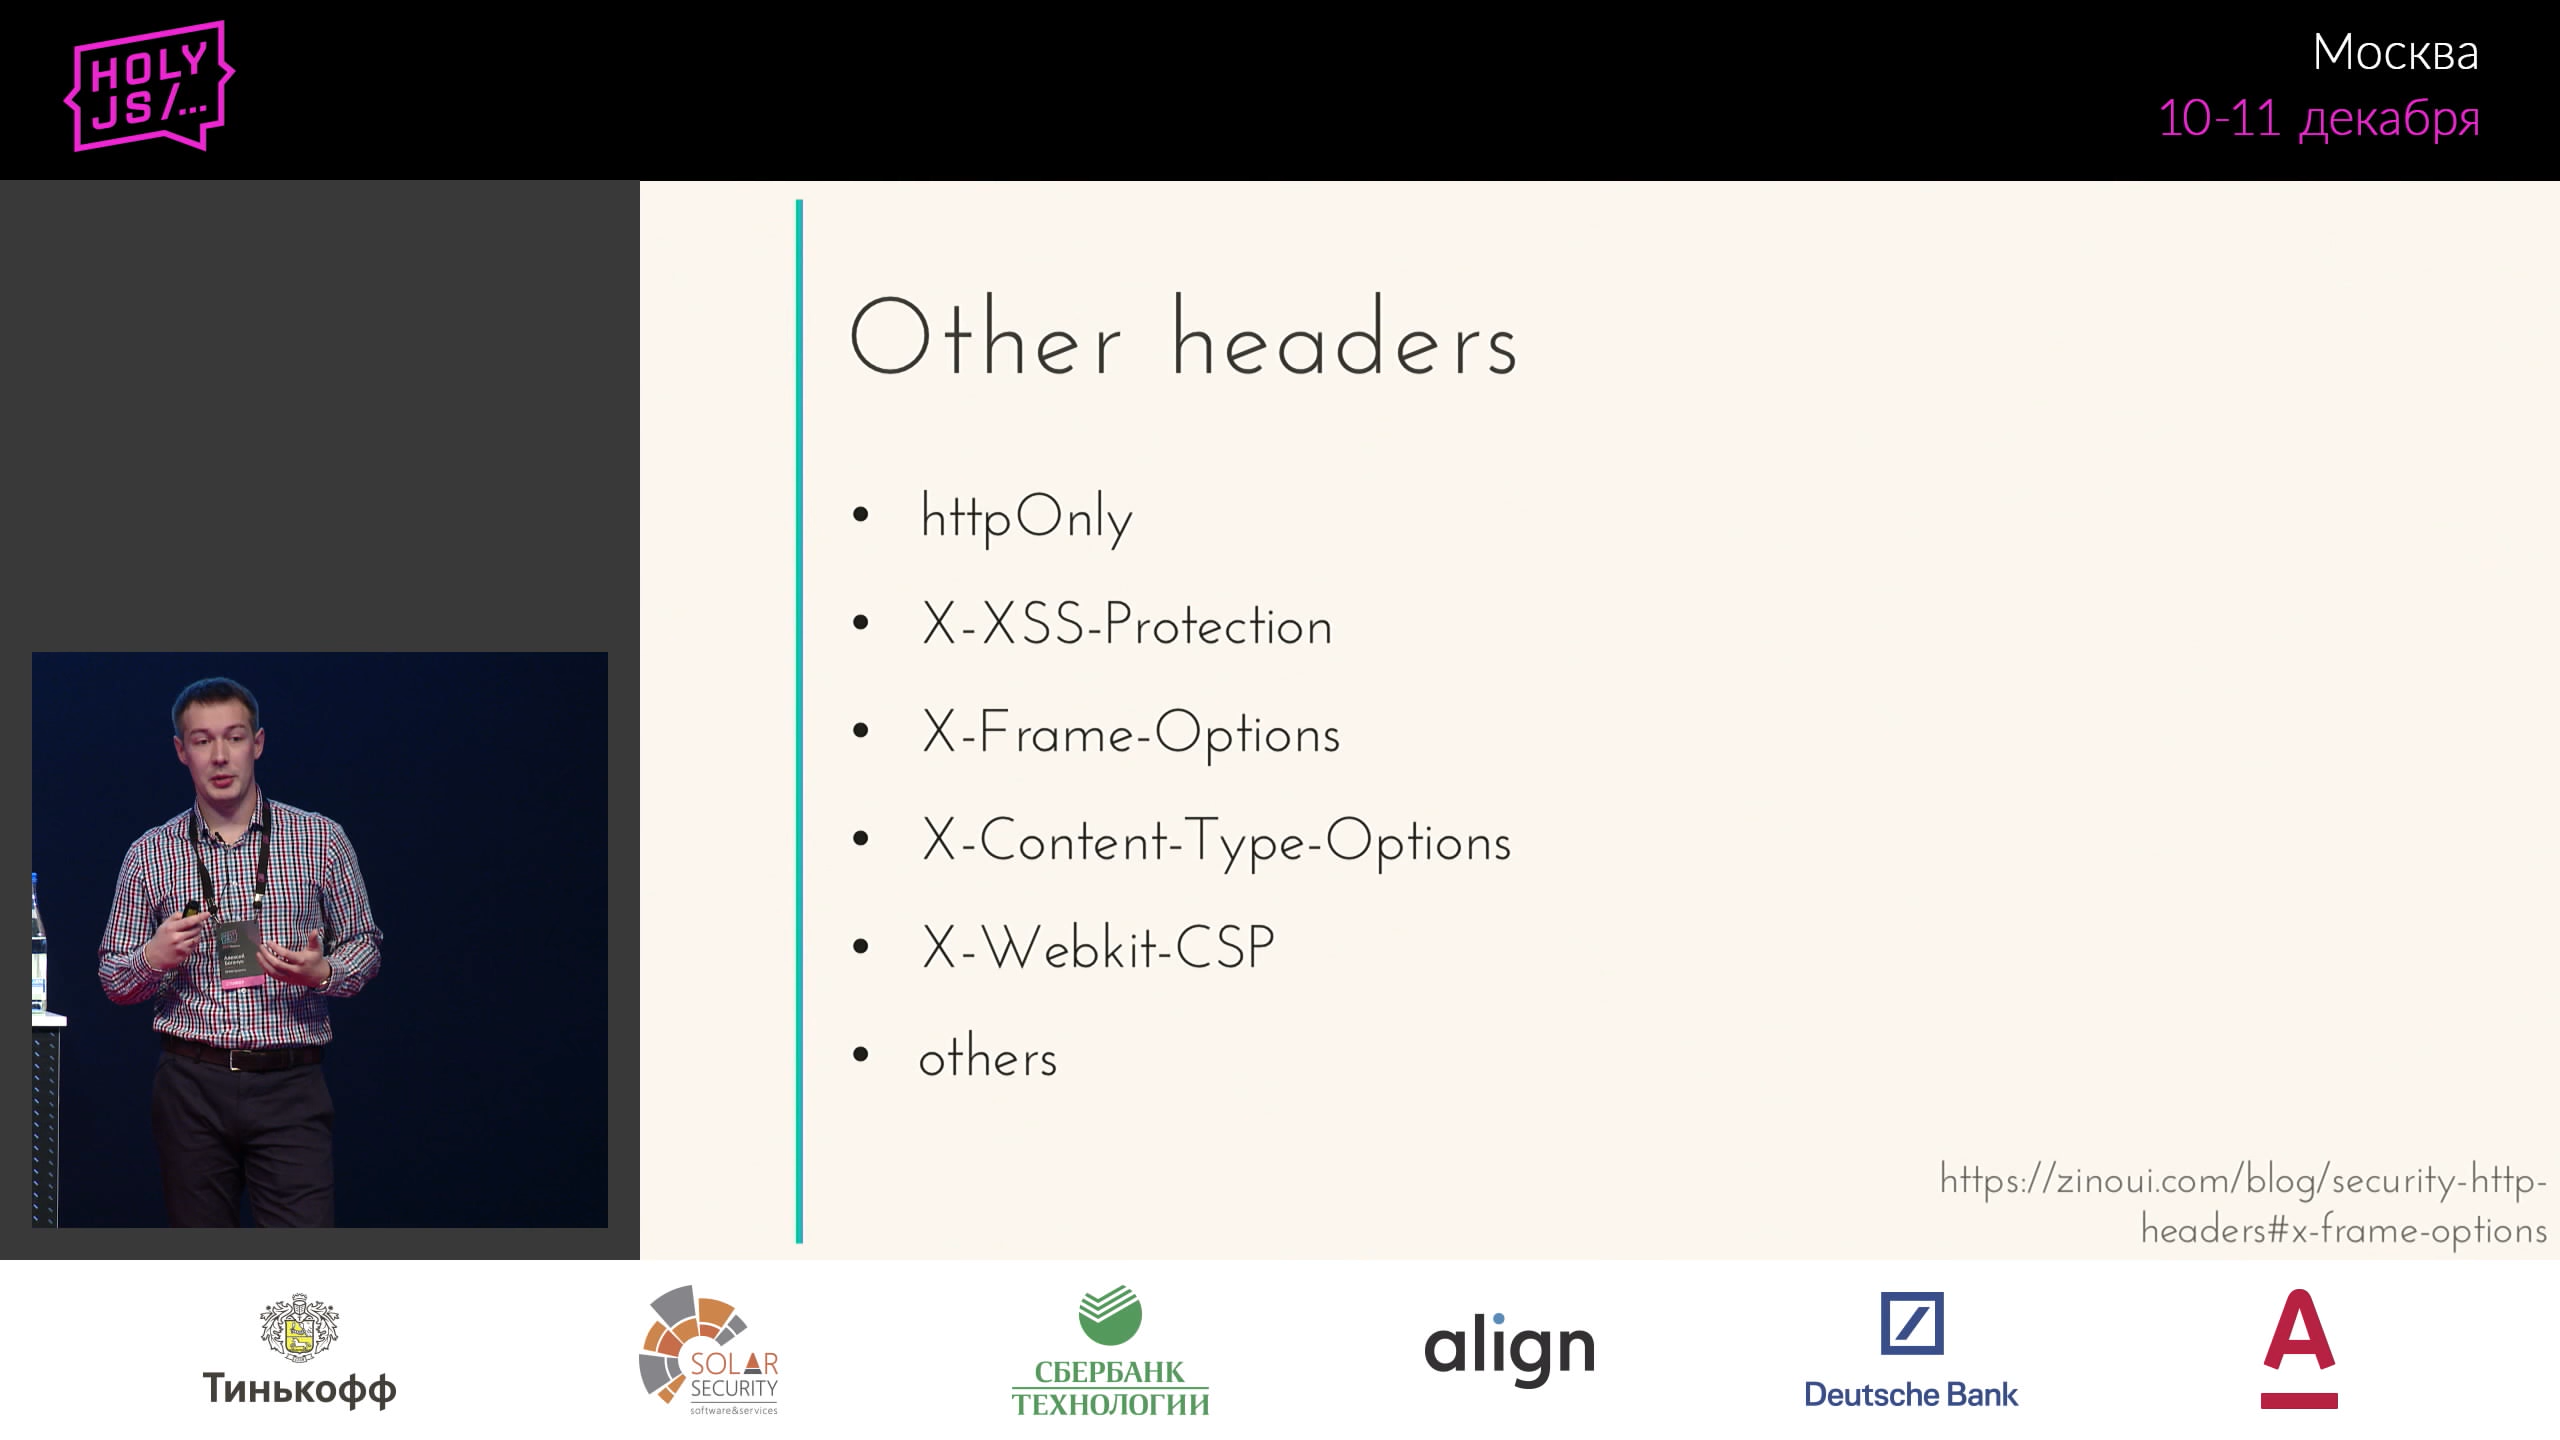 HOLY
JS/...
Москва
10-11 декабря
Other headers
• httpOnly
• X-XSS-Protection
• X-Frame-Options
• X-Content-Type-Options
• X-Webkit-CSP
• others
https://zinoui.com/blog/security-http-
headers#x-frame-options
Алексей
Тинькофф
SOLAR
SECURITY
software&services
СБЕРБАНК
ТЕХНОЛОГИИ
align
Deutsche Bank
А